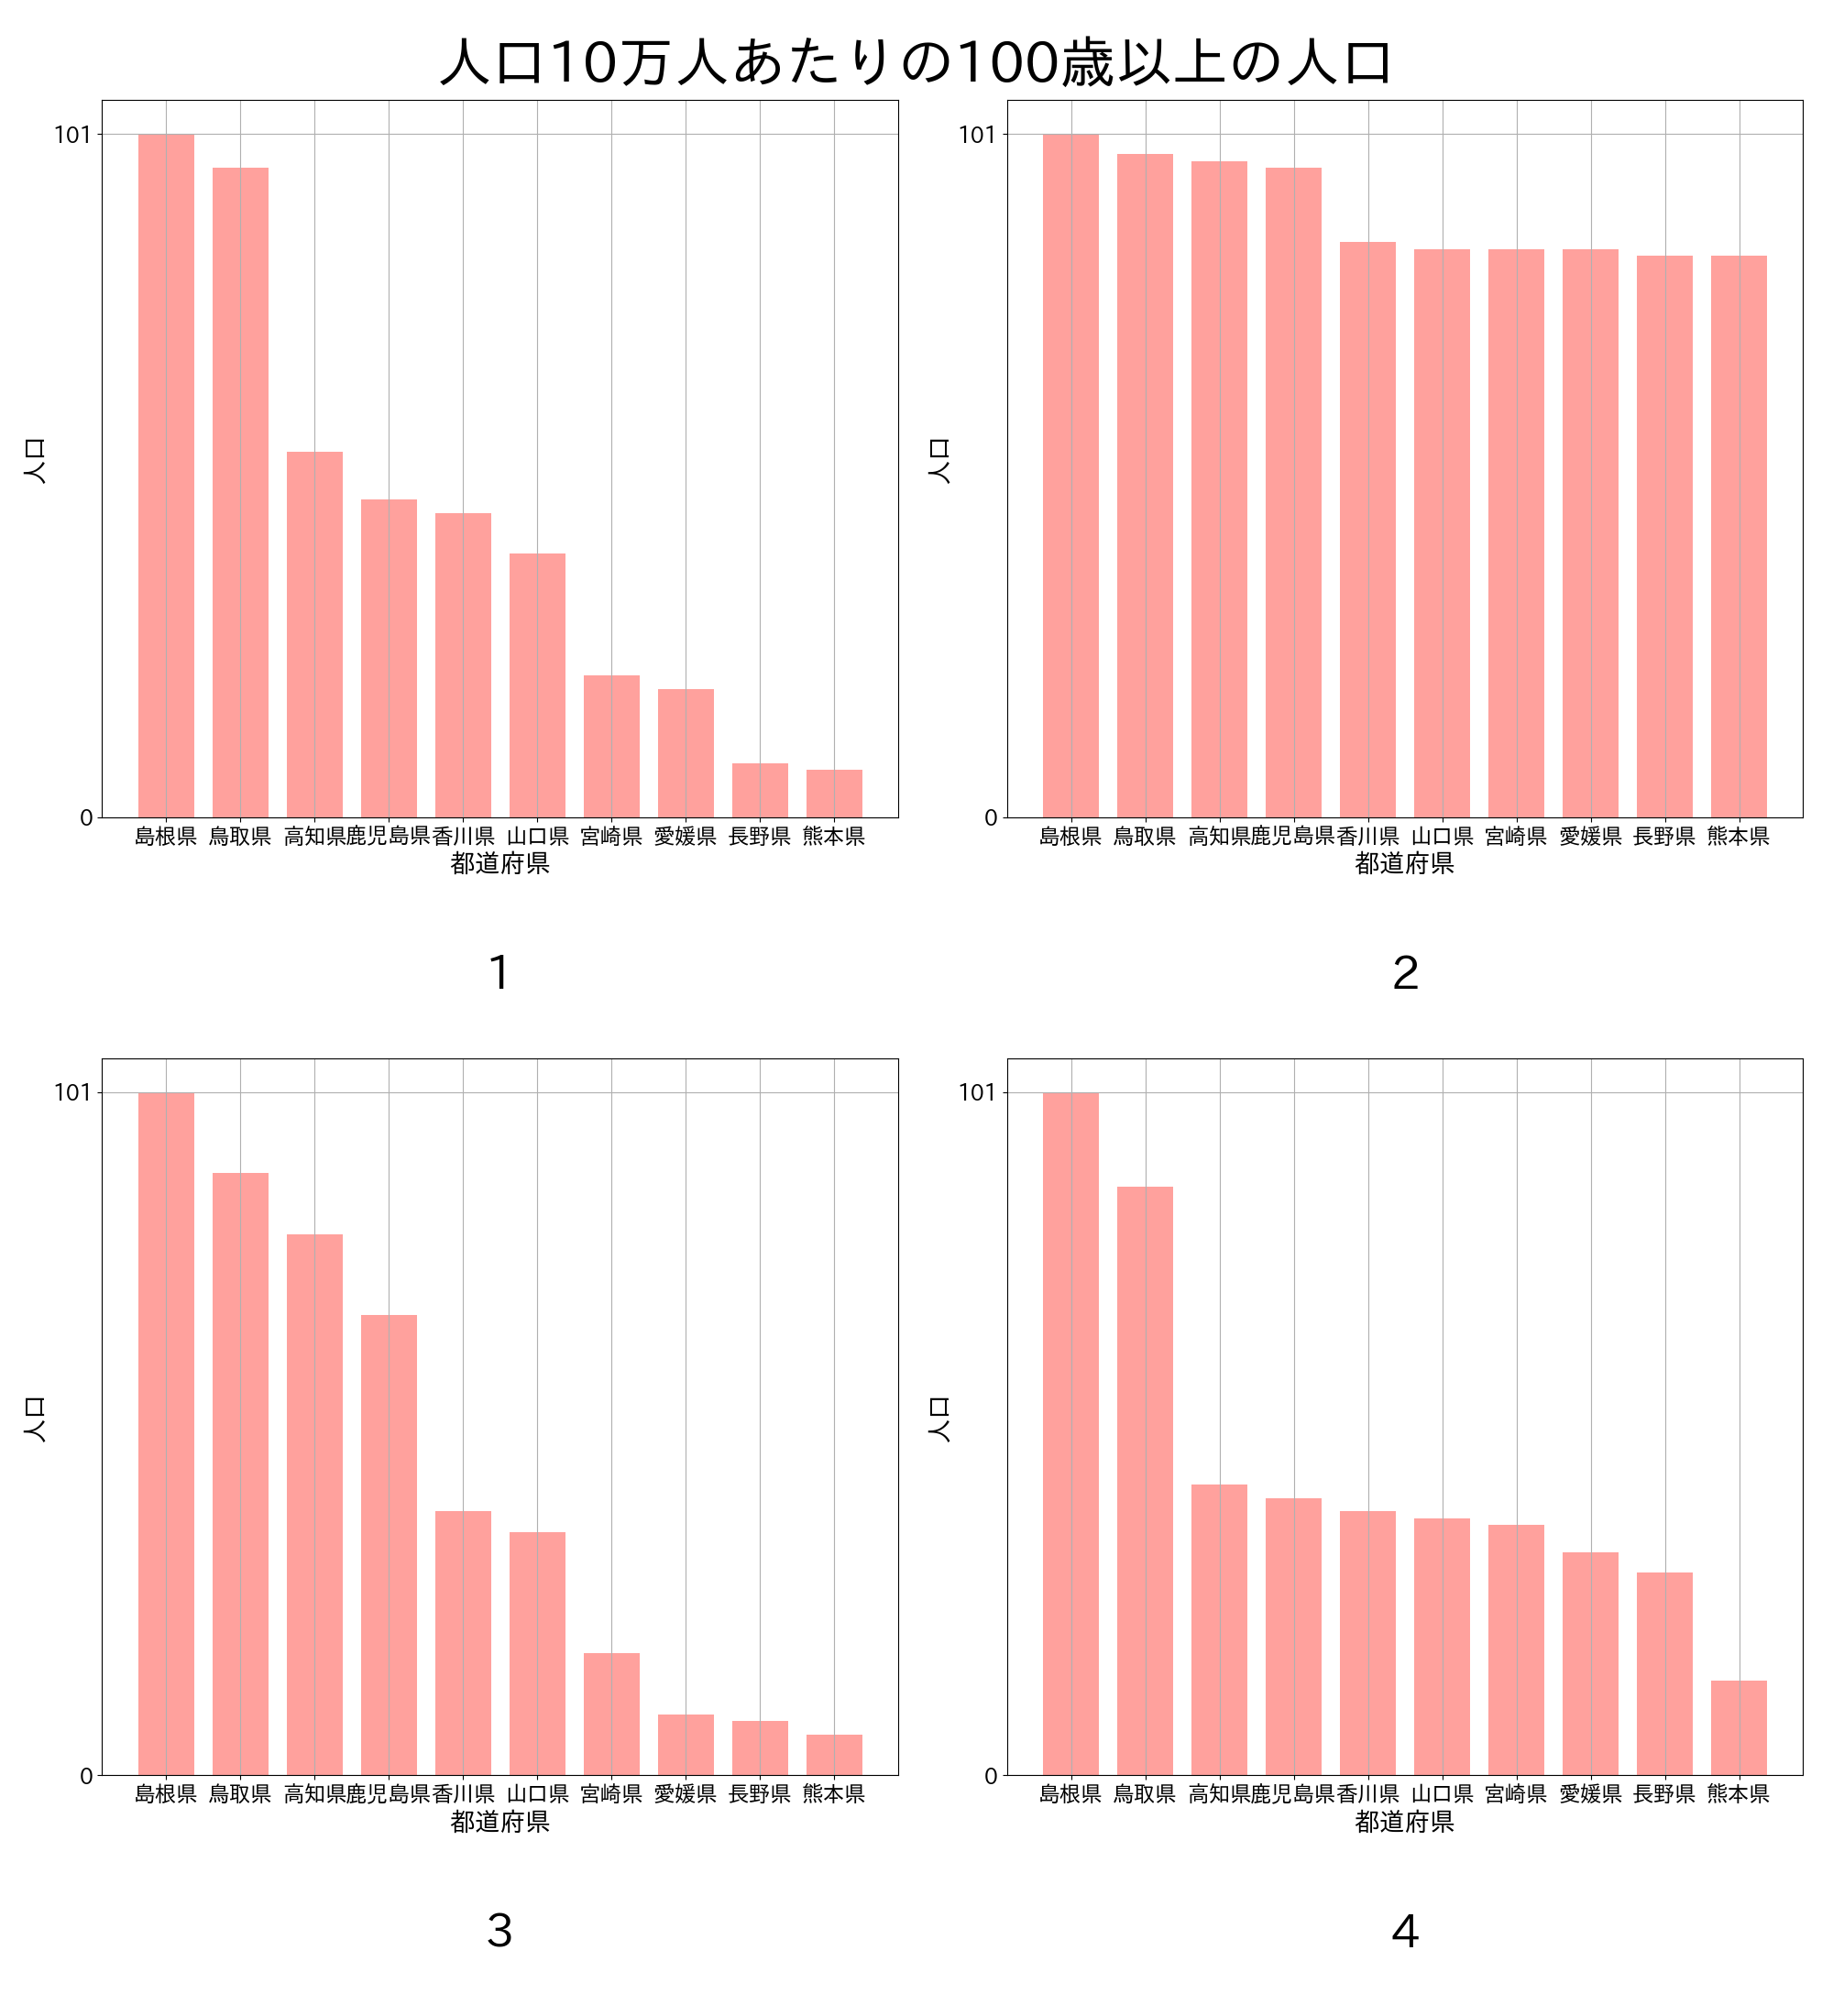 人口10万人あたりの100歳以上の人口
101
人口
0
島根県 鳥取県 高知県 鹿児島県 香川県 山口県 宮崎県 愛媛県 長野県 熊本県
都道府県
1
101
人口
0
島根県 鳥取県 高知県 鹿児島県 香川県 山口県 宮崎県 愛媛県 長野県 熊本県
都道府県
2
101
人口
0
島根県 鳥取県 高知県 鹿児島県 香川県 山口県 宮崎県 愛媛県 長野県 熊本県
都道府県
3
101
人口
0
島根県 鳥取県 高知県 鹿児島県 香川県 山口県 宮崎県 愛媛県 長野県 熊本県
都道府県
4